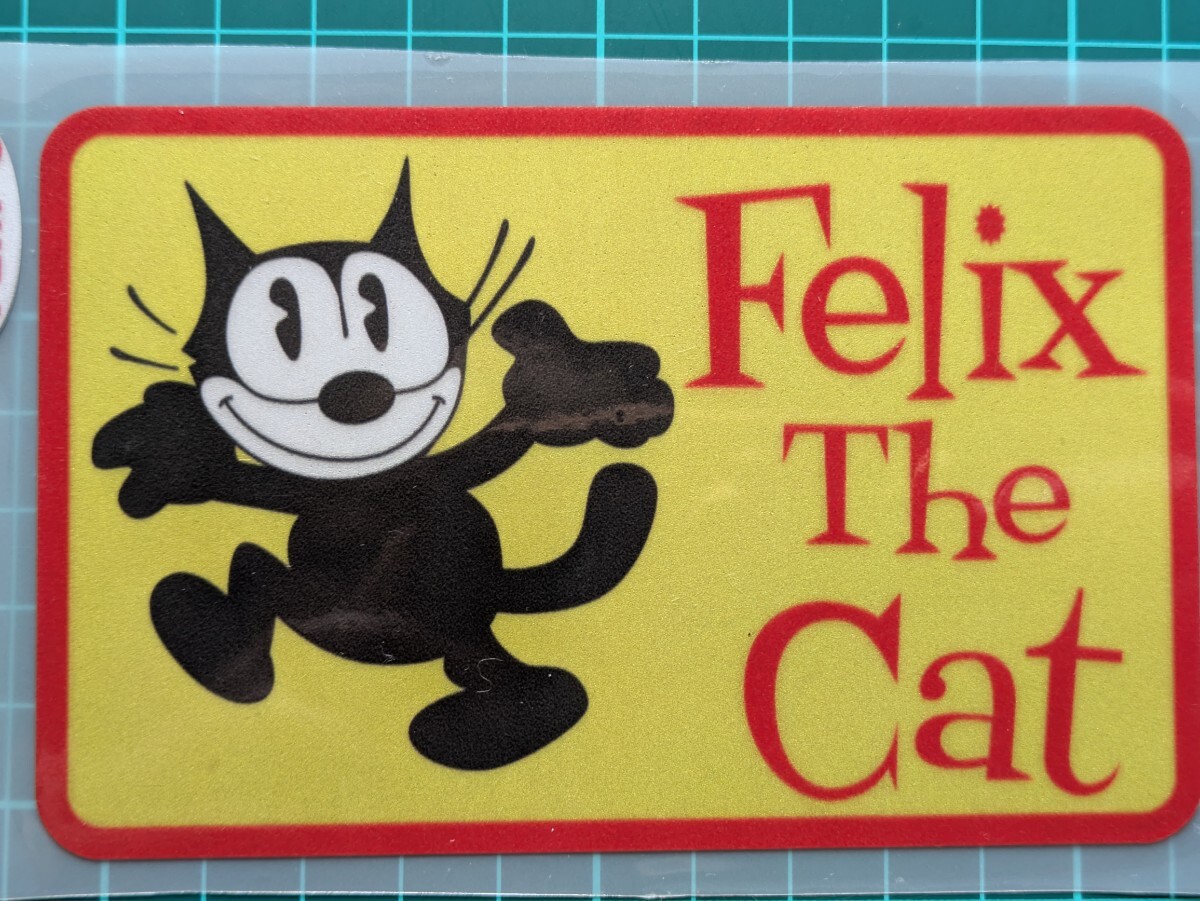 Felix
The
Cat